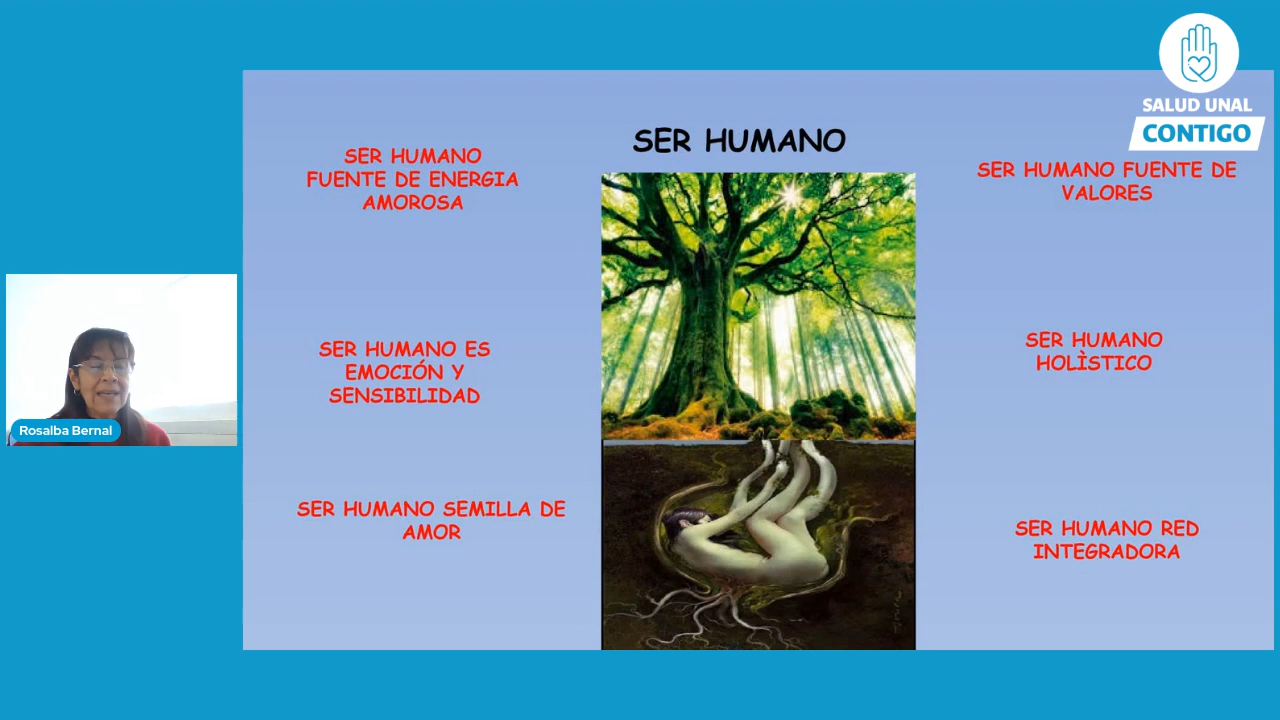 SALUD UNAL
CONTIGO
SER HUMANO
SER HUMANO
FUENTE DE ENERGIA
AMOROSA
SER HUMANO ES
EMOCIÓN Y
SENSIBILIDAD
SER HUMANO SEMILLA DE
AMOR
SER HUMANO FUENTE DE
VALORES
SER HUMANO
HOLÌSTICO
SER HUMANO RED
INTEGRADORA
Rosalba Bernal